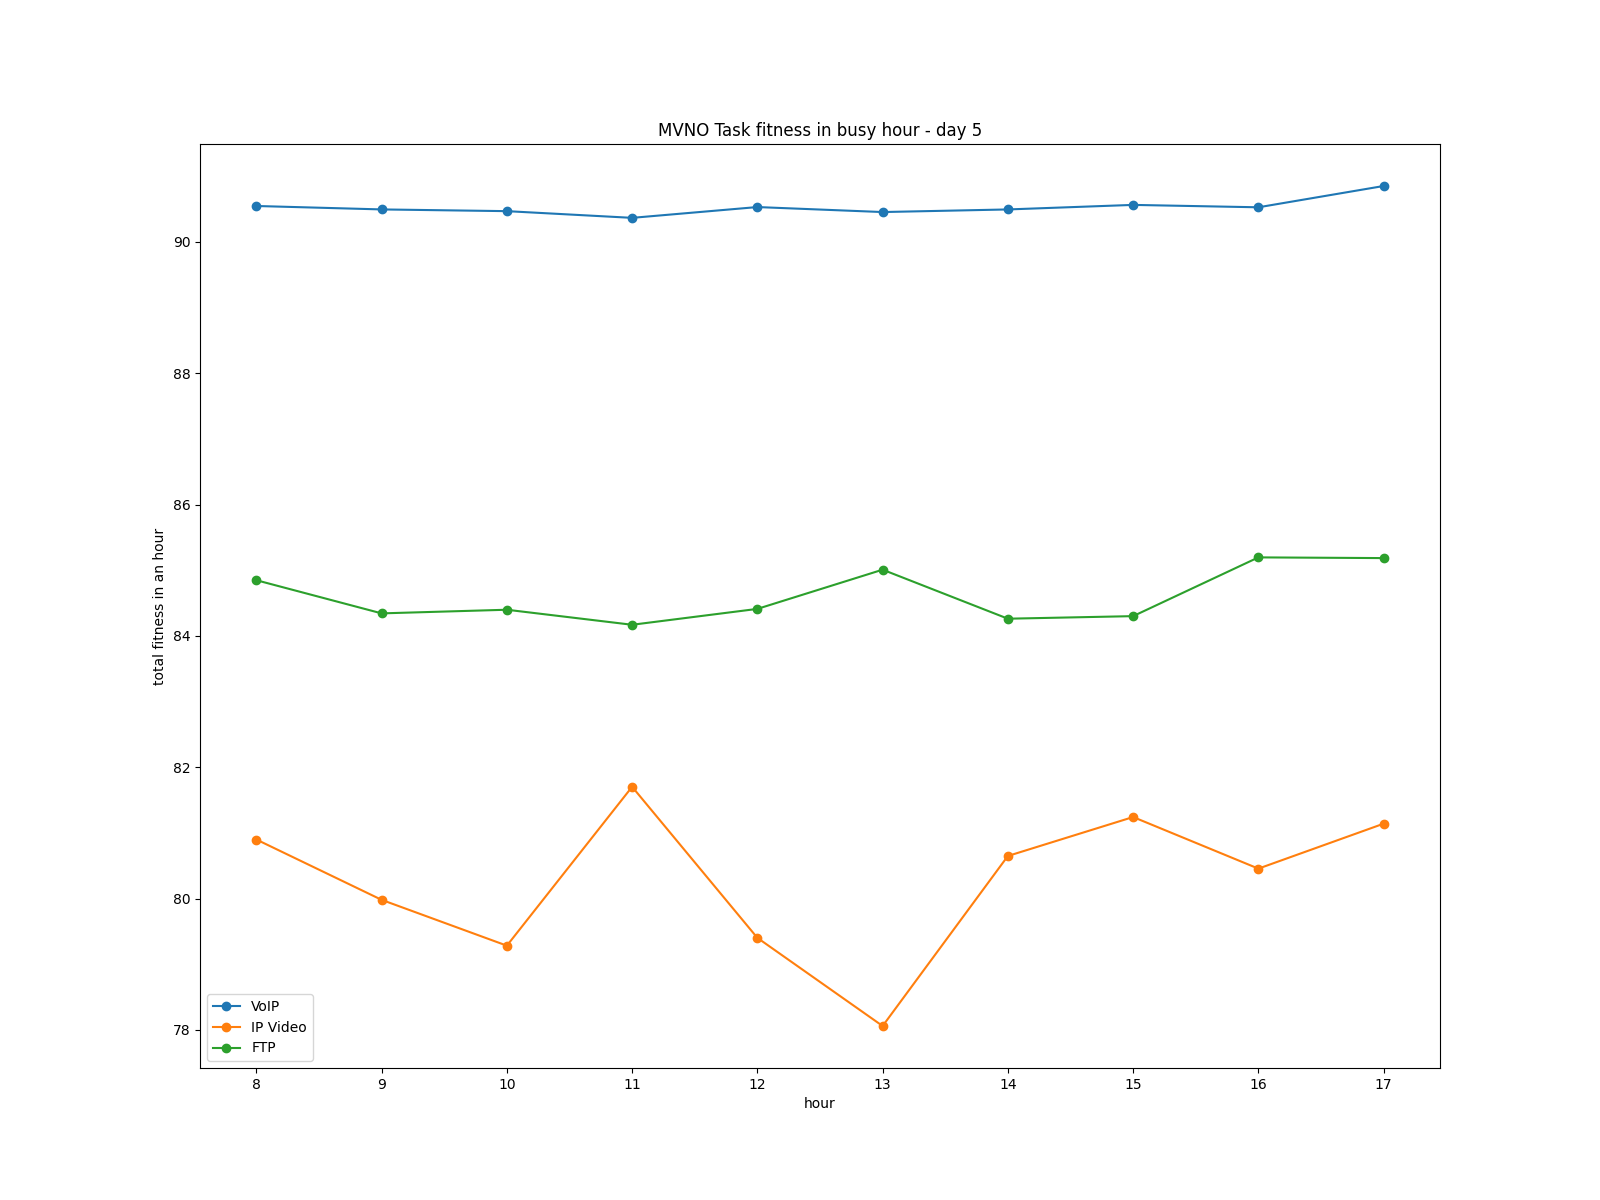 MVNO Task fitness in busy hour - day 5
total fitness in an hour
90
88
86
84
82
80
78
VoIP
IP Video
FTP
8 9 10 11 12 13 14 15 16 17
hour